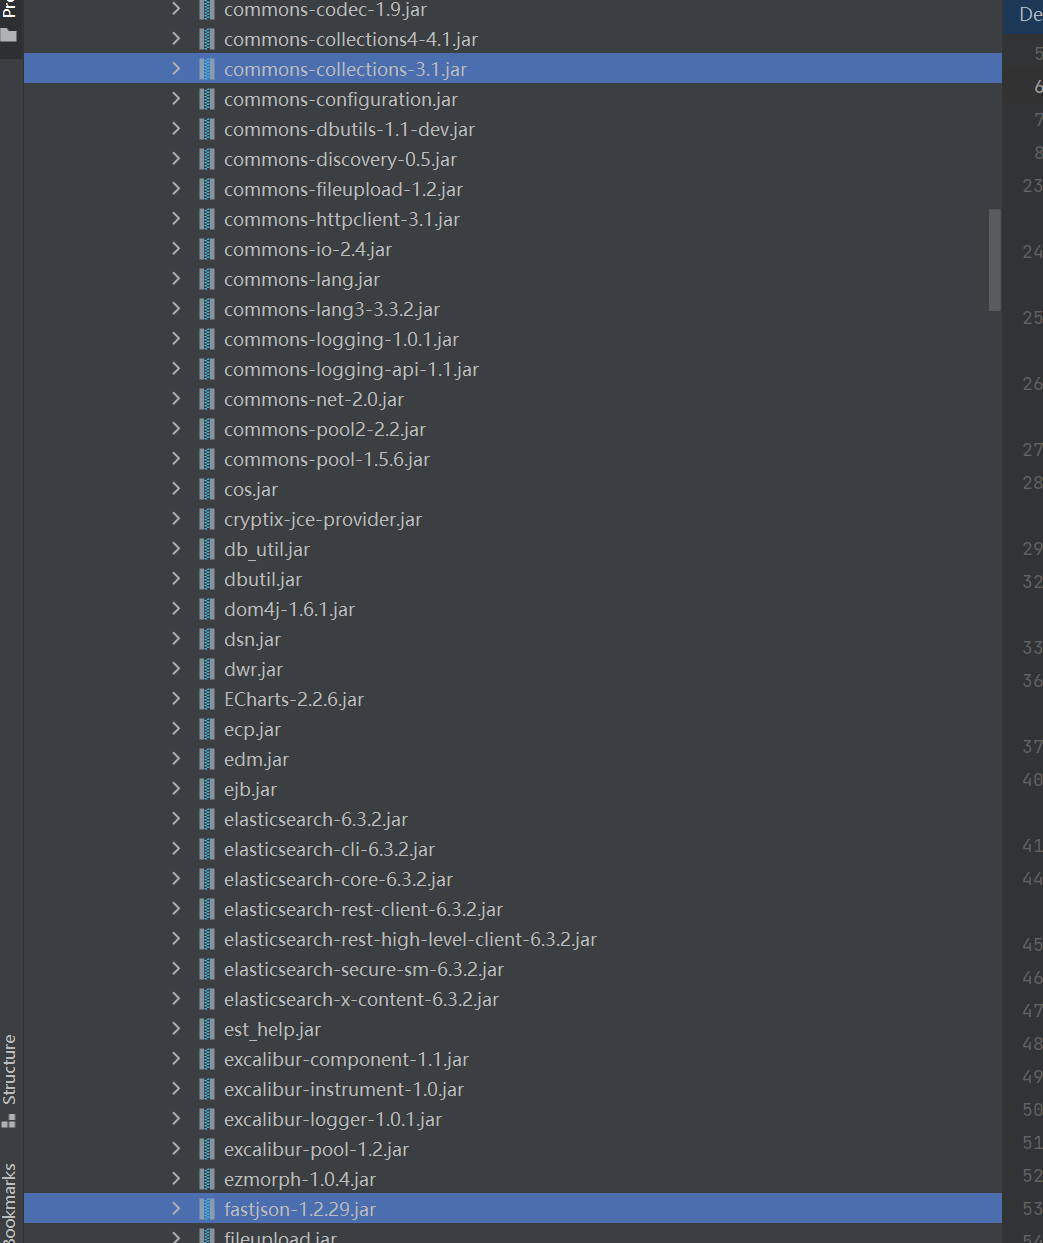 Pro
De
commons-codec-1.9.jar
commons-collections4-4.1.jar
commons-collections-3.1.jar
commons-configuration.jar
commons-dbutils-1.1-dev.jar
commons-discovery-0.5.jar
commons-fileupload-1.2.jar
commons-httpclient-3.1.jar
commons-io-2.4.jar
commons-lang.jar
commons-lang3-3.3.2.jar
commons-logging-1.0.1.jar
commons-logging-api-1.1.jar
commons-net-2.0.jar
commons-pool2-2.2.jar
commons-pool-1.5.6.jar
cos.jar
cryptix-jce-provider.jar
db_util.jar
dbutil.jar
dom4j-1.6.1.jar
dsn.jar
dwr.jar
ECharts-2.2.6.jar
ecp.jar
edm.jar
ejb.jar
elasticsearch-6.3.2.jar
elasticsearch-cli-6.3.2.jar
elasticsearch-core-6.3.2.jar
elasticsearch-rest-client-6.3.2.jar
elasticsearch-rest-high-level-client-6.3.2.jar
elasticsearch-secure-sm-6.3.2.jar
elasticsearch-x-content-6.3.2.jar
est_help.jar
excalibur-component-1.1.jar
excalibur-instrument-1.0.jar
excalibur-logger-1.0.1.jar
excalibur-pool-1.2.jar
ezmorph-1.0.4.jar
fastjson-1.2.29.jar
fileupload.jar
Structure
Bookmarks
5
6
7
8
23
24
25
26
27
28
29
32
33
36
37
40
41
44
45
46
47
48
49
50
51
52
53
54